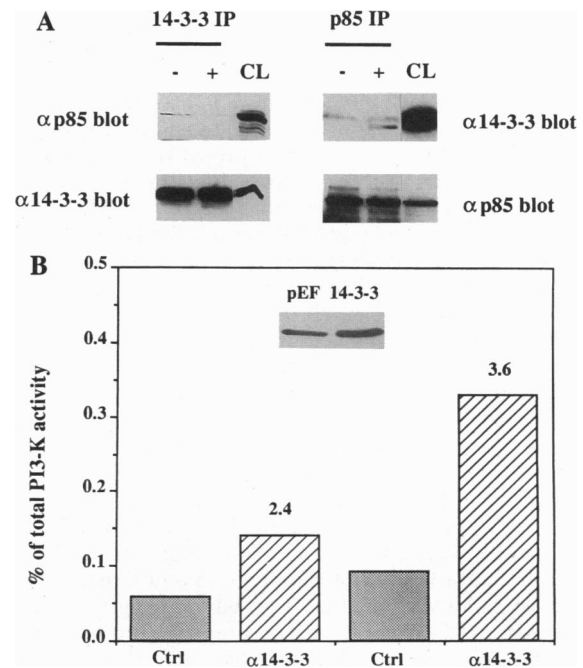 A
14-3-3 IP
p85 IP
- + CL
- + CL
αp85 blot
α14-3-3 blot
α14-3-3 blot
αp85 blot
B
% of total PI3-K activity
0.5
0.4
0.3
0.2
0.1
0.0
pEF 14-3-3
2.4
3.6
Ctrl
α14-3-3
Ctrl
α14-3-3